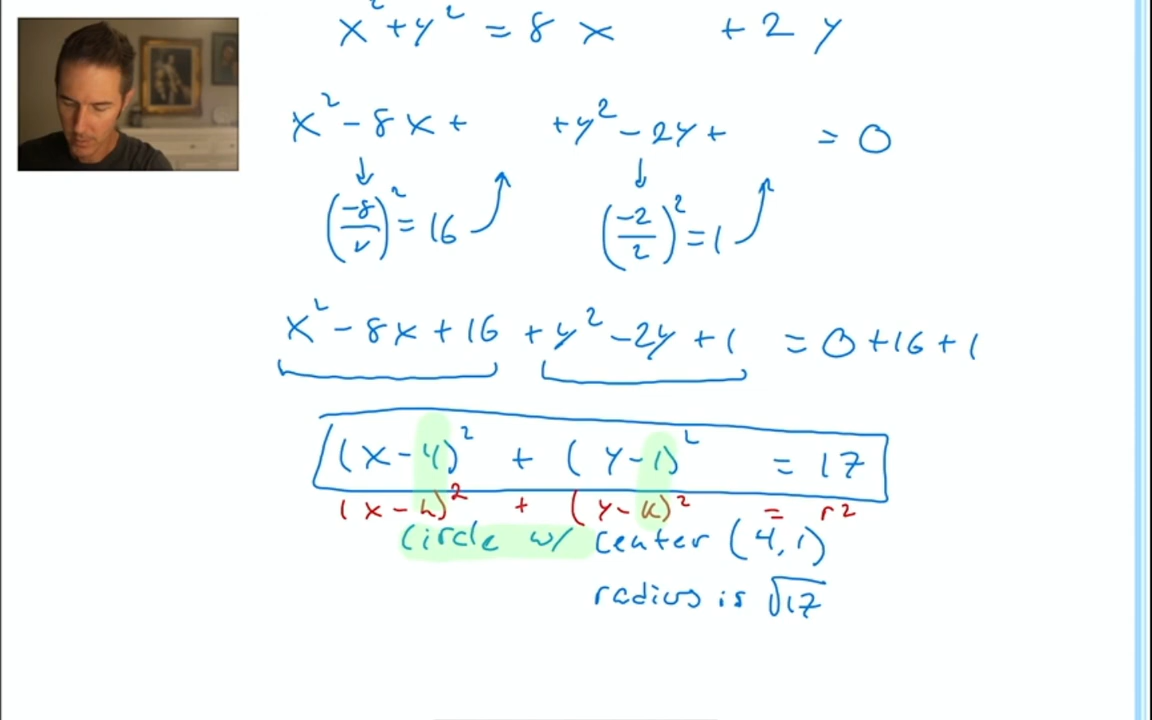 x² + y² = 8x + 2y
x² - 8x + + y² - 2y + = 0
(-8/2)² = 16 (-2/2)² = 1
x² - 8x + 16 + y² - 2y + 1 = 0 + 16 + 1
(x - 4)² + (y - 1)² = 17
(x - h)² + (y - k)² = r²
circle w/ center (4, 1)
radius is √17